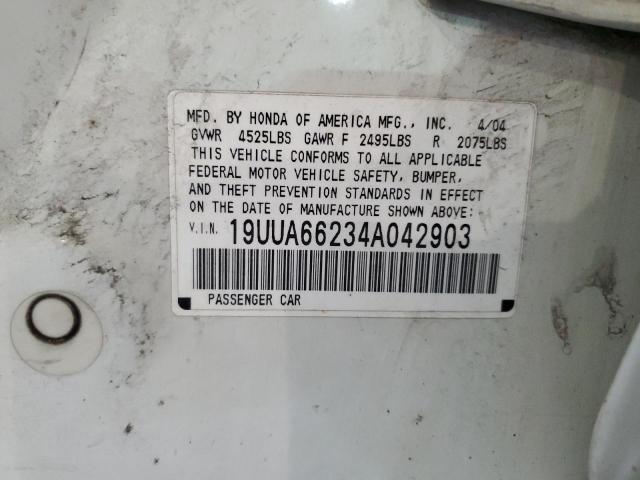 MFD. BY HONDA OF AMERICA MFG., INC. 4/04
GVWR 4525LBS GAWR F 2495LBS R 2075LBS
THIS VEHICLE CONFORMS TO ALL APPLICABLE
FEDERAL MOTOR VEHICLE SAFETY, BUMPER,
AND THEFT PREVENTION STANDARDS IN EFFECT
ON THE DATE OF MANUFACTURE SHOWN ABOVE:
V.I.N. 19UUA66234A042903
PASSENGER CAR